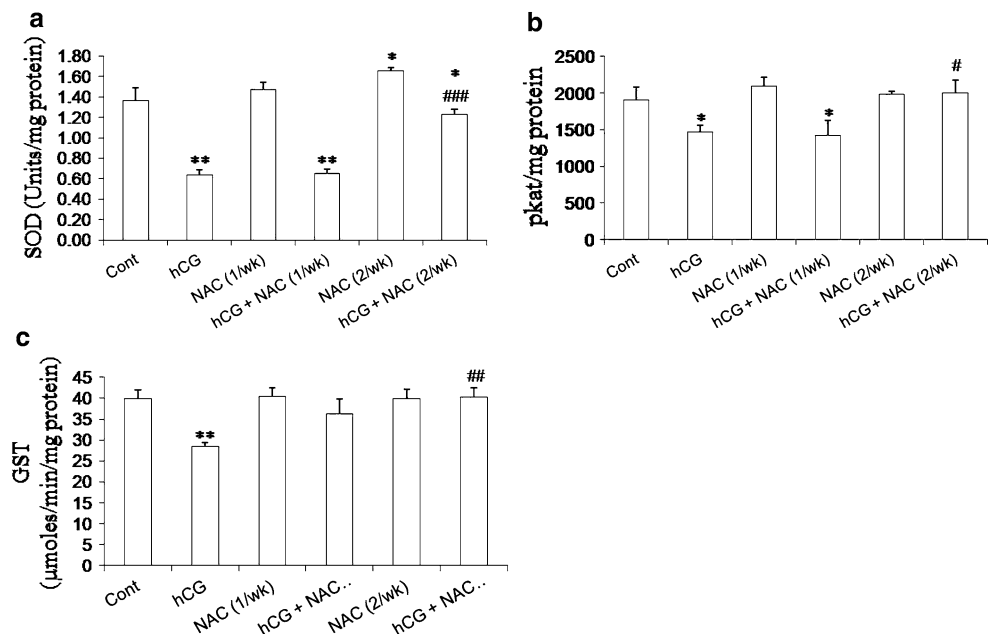 a
SOD (Units/mg protein)
1.80
1.60
1.40
1.20
1.00
0.80
0.60
0.40
0.20
0.00
**
**
*
*
###
Cont
hCG
NAC (1/wk)
hCG + NAC (1/wk)
NAC (2/wk)
hCG + NAC (2/wk)
b
pkat/mg protein
2500
2000
1500
1000
500
0
*
*
#
Cont
hCG
NAC (1/wk)
hCG + NAC (1/wk)
NAC (2/wk)
hCG + NAC (2/wk)
c
GST
(µmoles/min/mg protein)
45
40
35
30
25
20
15
10
5
0
**
##
Cont
hCG
NAC (1/wk)
hCG + NAC...
NAC (2/wk)
hCG + NAC...